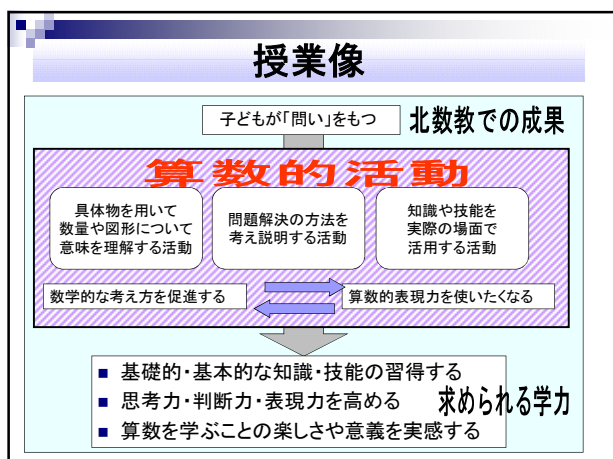 授業像
子どもが「問い」をもつ
北数教での成果
算数的活動
具体物を用いて
数量や図形について
意味を理解する活動
問題解決の方法を
考え説明する活動
知識や技能を
実際の場面で
活用する活動
数学的な考え方を促進する
算数的表現力を使いたくなる
基礎的・基本的な知識・技能の習得する
思考力・判断力・表現力を高める
求められる学力
算数を学ぶことの楽しさや意義を実感する